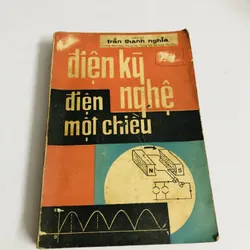 trần thanh nghĩa
điện kỹ
nghệ
điện
một chiều
N
S